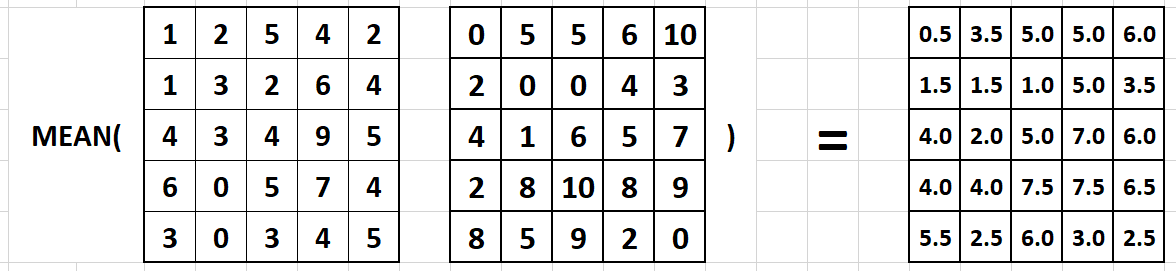 1 2 5 4 2 0 5 5 6 10 0.5 3.5 5.0 5.0 6.0
1 3 2 6 4 2 0 0 4 3 1.5 1.5 1.0 5.0 3.5
MEAN( 4 3 4 9 5 4 1 6 5 7 ) = 4.0 2.0 5.0 7.0 6.0
6 0 5 7 4 2 8 10 8 9 4.0 4.0 7.5 7.5 6.5
3 0 3 4 5 8 5 9 2 0 5.5 2.5 6.0 3.0 2.5